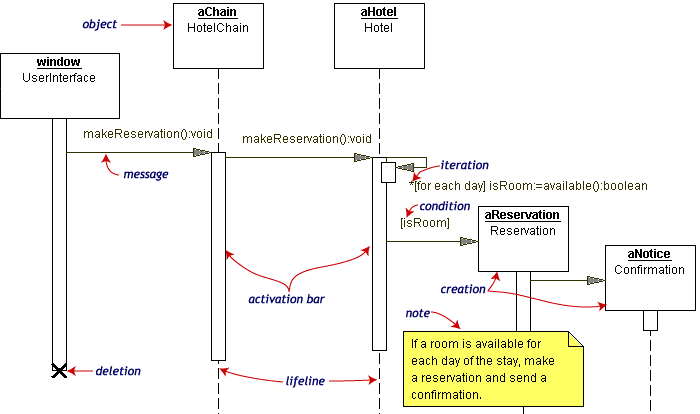 object
aChain
HotelChain
aHotel
Hotel
window
UserInterface
makeReservation():void
makeReservation():void
message
iteration
*[for each day] isRoom:=available():boolean
condition
[isRoom]
aReservation
Reservation
aNotice
Confirmation
activation bar
creation
note
If a room is available for
each day of the stay, make
a reservation and send a
confirmation.
deletion
lifeline